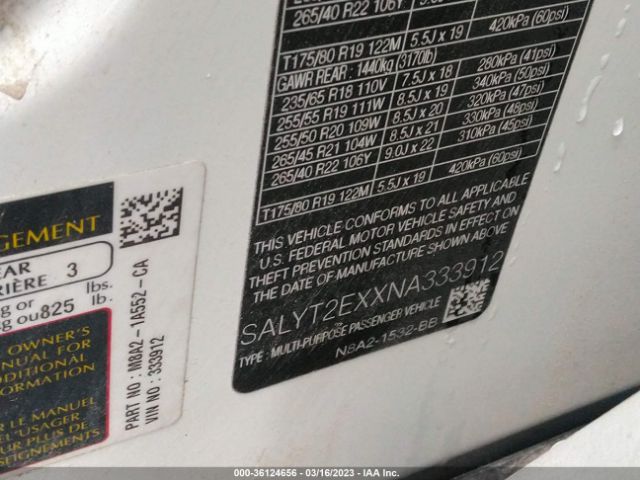 265/40 R22 106Y
T175/80 R19 122M 5.5J x 19 420kPa (60psi)
GAWR REAR : 1440kg (3170lb)
235/65 R18 110V 7.5J x 18 280kPa (41psi)
255/55 R19 111W 8.5J x 19 340kPa (50psi)
255/50 R20 109W 8.5J x 20 320kPa (47psi)
265/45 R21 104W 8.5J x 21 330kPa (48psi)
265/40 R22 106Y 9.0J x 22 310kPa (45psi)
T175/80 R19 122M 5.5J x 19 420kPa (60psi)
THIS VEHICLE CONFORMS TO ALL APPLICABLE
U.S. FEDERAL MOTOR VEHICLE SAFETY AND
THEFT PREVENTION STANDARDS IN EFFECT ON
THE DATE OF MANUFACTURE SHOWN ABOVE.
SALYT2EXXNA333912
TYPE : MULTI-PURPOSE PASSENGER VEHICLE
N8A2-1532-BB
GEMENT
EAR
RIÈRE 3
g or lbs.
g ou 825 lb.
OWNER'S
ANUAL FOR
ADDITIONAL
FORMATION
R LE MANUEL
L'USAGER
UR PLUS DE
SEIGNEMENTS
PART NO : M8A2-1A552-CA
VIN NO : 333912
000-36124656 – 03/16/2023 – IAA Inc.